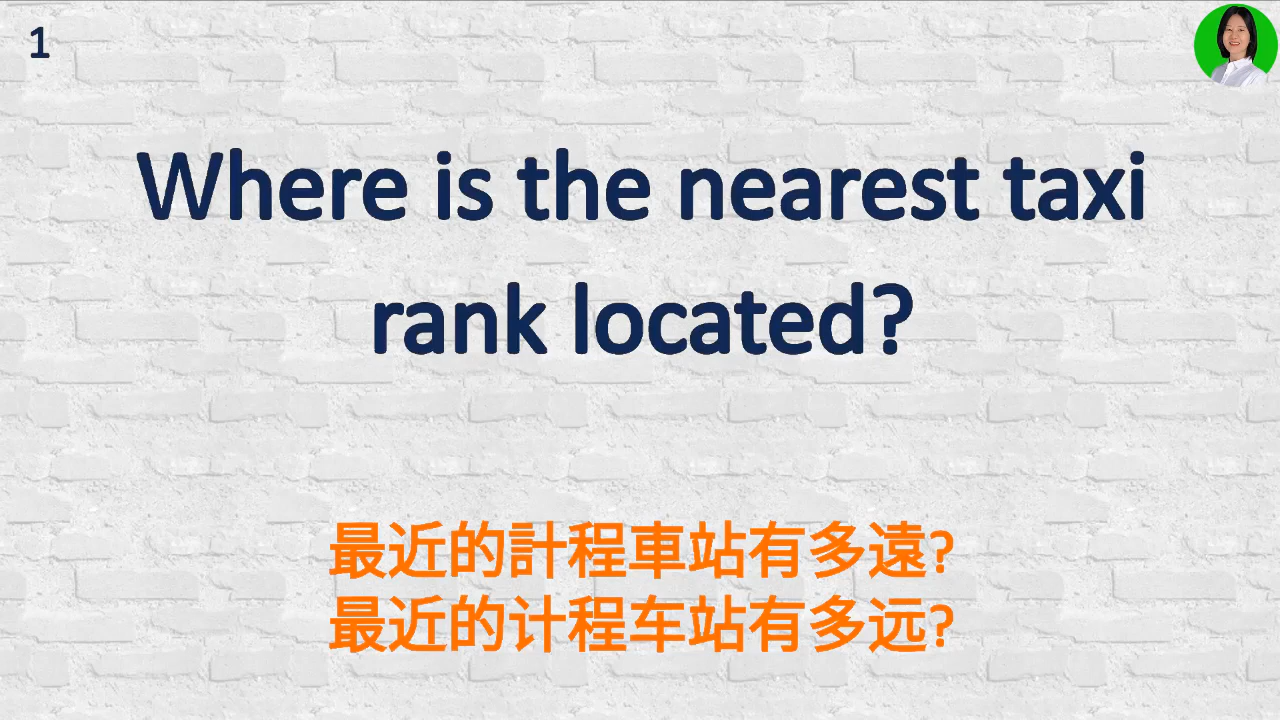 1
Where is the nearest taxi
rank located?
最近的計程車站有多遠?
最近的计程车站有多远?